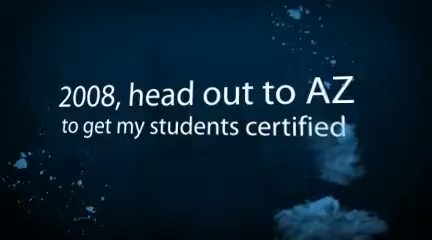 2008, head out to AZ
to get my students certified